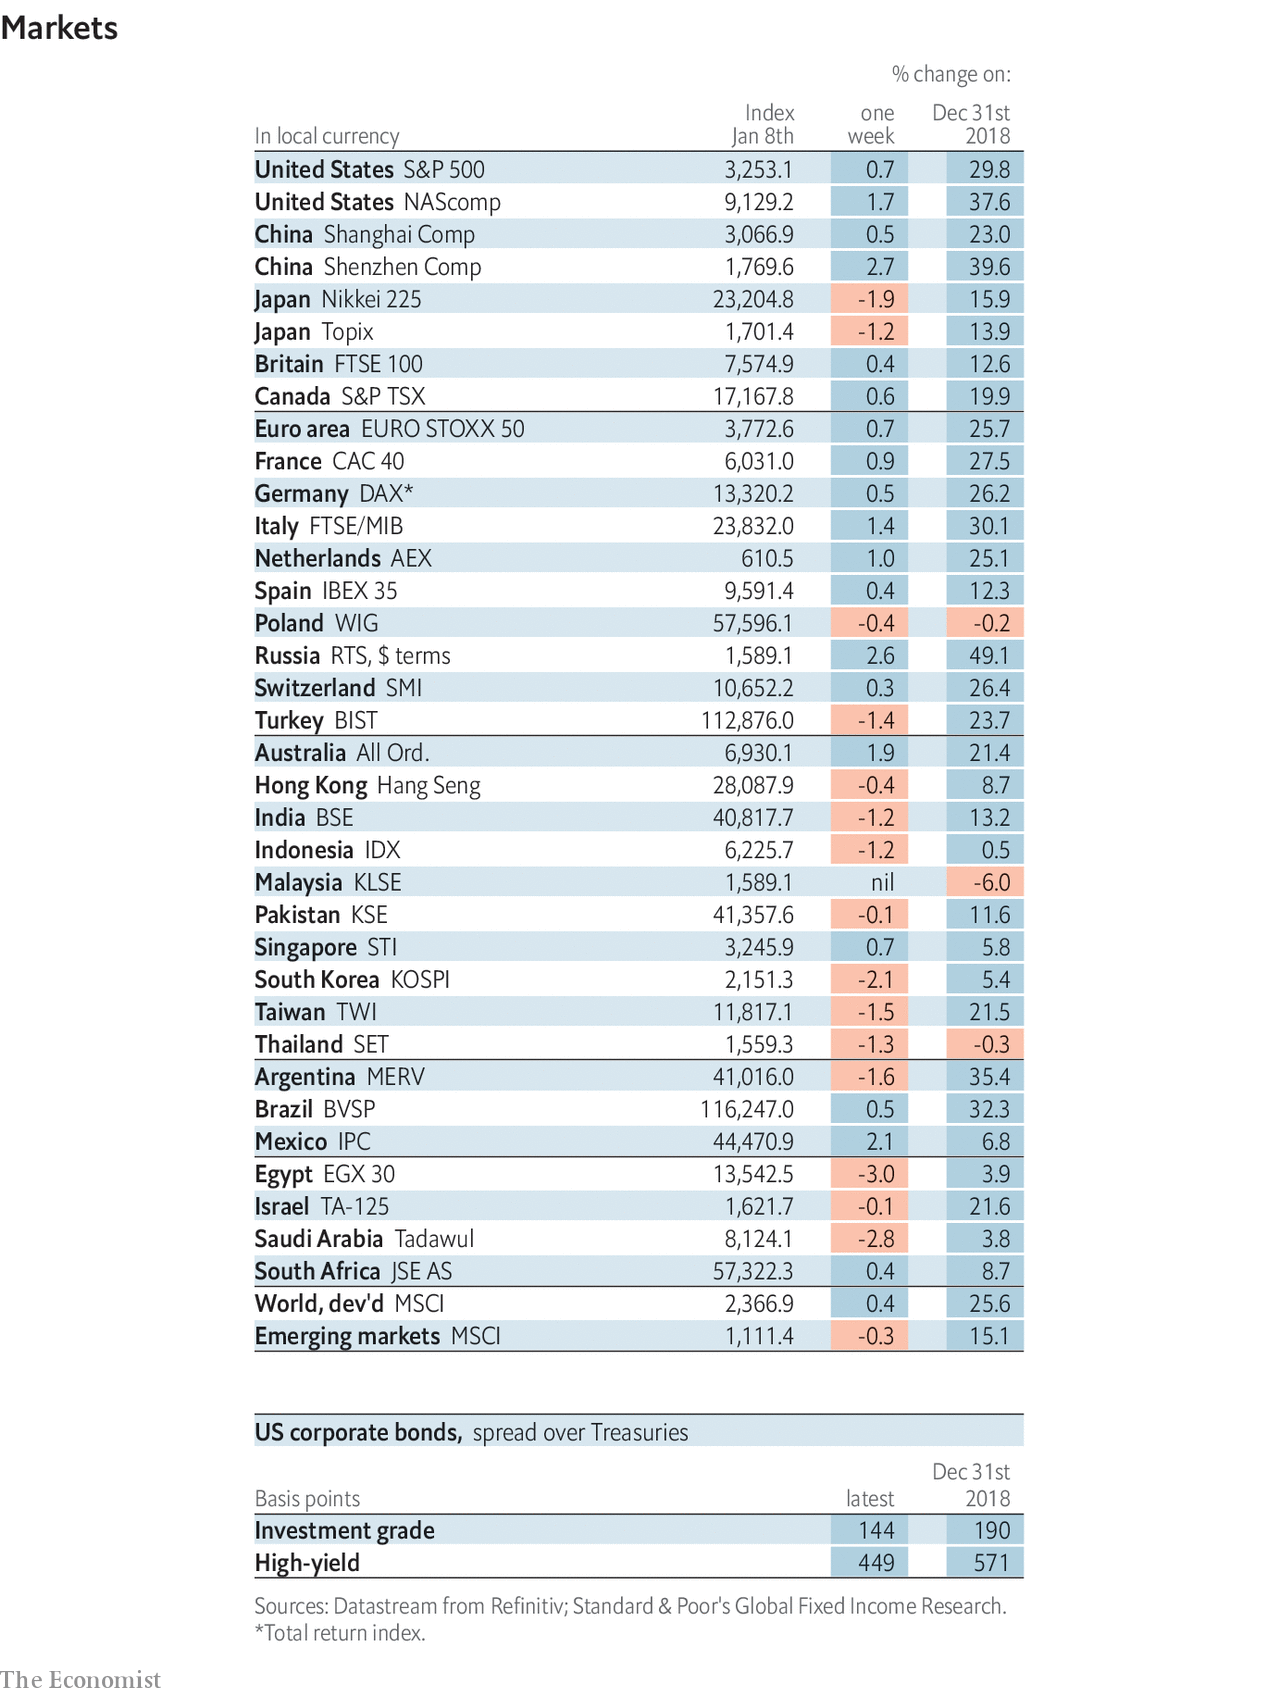 Markets
% change on:
Index one Dec 31st
In local currency Jan 8th week 2018
United States S&P 500 3,253.1 0.7 29.8
United States NAScomp 9,129.2 1.7 37.6
China Shanghai Comp 3,066.9 0.5 23.0
China Shenzhen Comp 1,769.6 2.7 39.6
Japan Nikkei 225 23,204.8 -1.9 15.9
Japan Topix 1,701.4 -1.2 13.9
Britain FTSE 100 7,574.9 0.4 12.6
Canada S&P TSX 17,167.8 0.6 19.9
Euro area EURO STOXX 50 3,772.6 0.7 25.7
France CAC 40 6,031.0 0.9 27.5
Germany DAX* 13,320.2 0.5 26.2
Italy FTSE/MIB 23,832.0 1.4 30.1
Netherlands AEX 610.5 1.0 25.1
Spain IBEX 35 9,591.4 0.4 12.3
Poland WIG 57,596.1 -0.4 -0.2
Russia RTS, $ terms 1,589.1 2.6 49.1
Switzerland SMI 10,652.2 0.3 26.4
Turkey BIST 112,876.0 -1.4 23.7
Australia All Ord. 6,930.1 1.9 21.4
Hong Kong Hang Seng 28,087.9 -0.4 8.7
India BSE 40,817.7 -1.2 13.2
Indonesia IDX 6,225.7 -1.2 0.5
Malaysia KLSE 1,589.1 nil -6.0
Pakistan KSE 41,357.6 -0.1 11.6
Singapore STI 3,245.9 0.7 5.8
South Korea KOSPI 2,151.3 -2.1 5.4
Taiwan TWI 11,817.1 -1.5 21.5
Thailand SET 1,559.3 -1.3 -0.3
Argentina MERV 41,016.0 -1.6 35.4
Brazil BVSP 116,247.0 0.5 32.3
Mexico IPC 44,470.9 2.1 6.8
Egypt EGX 30 13,542.5 -3.0 3.9
Israel TA-125 1,621.7 -0.1 21.6
Saudi Arabia Tadawul 8,124.1 -2.8 3.8
South Africa JSE AS 57,322.3 0.4 8.7
World, dev'd MSCI 2,366.9 0.4 25.6
Emerging markets MSCI 1,111.4 -0.3 15.1
US corporate bonds, spread over Treasuries
Dec 31st
Basis points latest 2018
Investment grade 144 190
High-yield 449 571
Sources: Datastream from Refinitiv; Standard & Poor's Global Fixed Income Research.
*Total return index.
The Economist